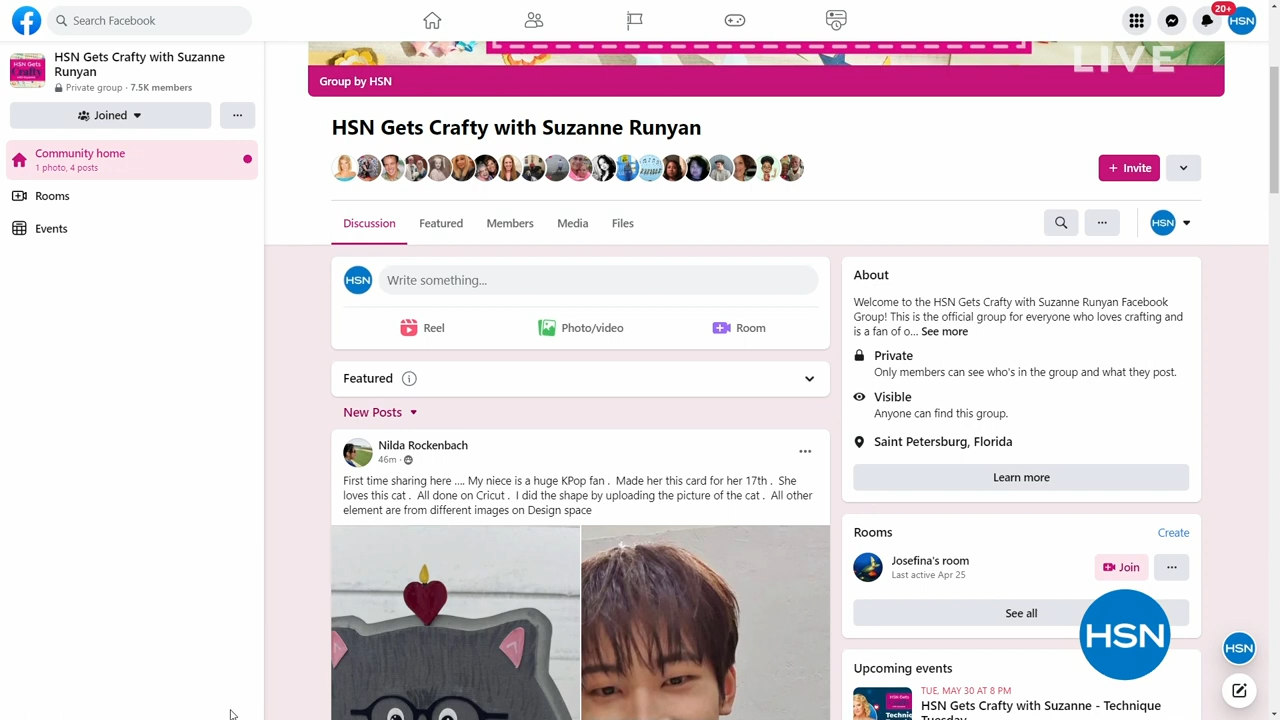 Search Facebook
20+
HSN
HSN Gets Crafty with Suzanne
Runyan
Private group · 7.5K members
Joined
Community home
1 photo, 4 posts
Rooms
Events
LIVE
Group by HSN
HSN Gets Crafty with Suzanne Runyan
+ Invite
Discussion
Featured
Members
Media
Files
HSN
HSN
Write something...
Reel
Photo/video
Room
Featured
New Posts
Nilda Rockenbach
46m ·
First time sharing here .... My niece is a huge KPop fan . Made her this card for her 17th . She
loves this cat . All done on Cricut . I did the shape by uploading the picture of the cat . All other
element are from different images on Design space
About
Welcome to the HSN Gets Crafty with Suzanne Runyan Facebook
Group! This is the official group for everyone who loves crafting and
is a fan of o... See more
Private
Only members can see who's in the group and what they post.
Visible
Anyone can find this group.
Saint Petersburg, Florida
Learn more
Rooms
Create
Josefina's room
Last active Apr 25
Join
See all
HSN
HSN
Upcoming events
TUE, MAY 30 AT 8 PM
HSN Gets Crafty with Suzanne - Technique
Tuesday